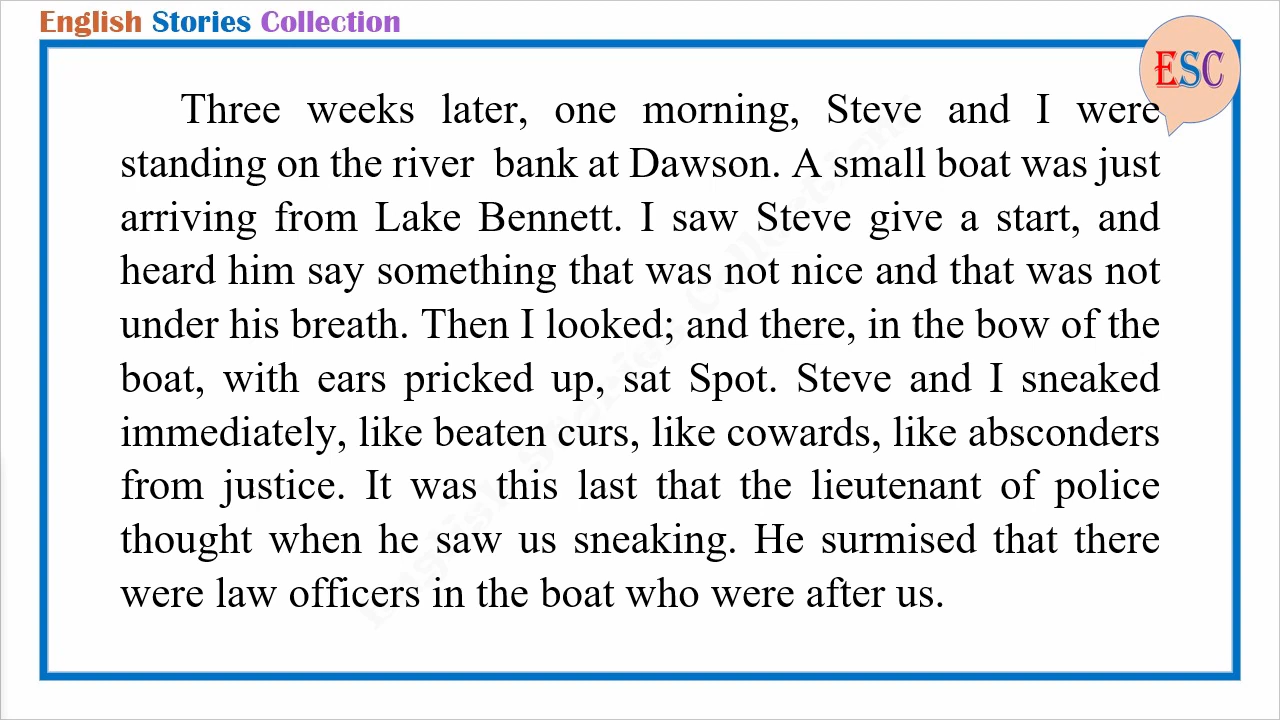 English Stories Collection
ESC
Three weeks later, one morning, Steve and I were
standing on the river bank at Dawson. A small boat was just
arriving from Lake Bennett. I saw Steve give a start, and
heard him say something that was not nice and that was not
under his breath. Then I looked; and there, in the bow of the
boat, with ears pricked up, sat Spot. Steve and I sneaked
immediately, like beaten curs, like cowards, like absconders
from justice. It was this last that the lieutenant of police
thought when he saw us sneaking. He surmised that there
were law officers in the boat who were after us.
English Stories Collection